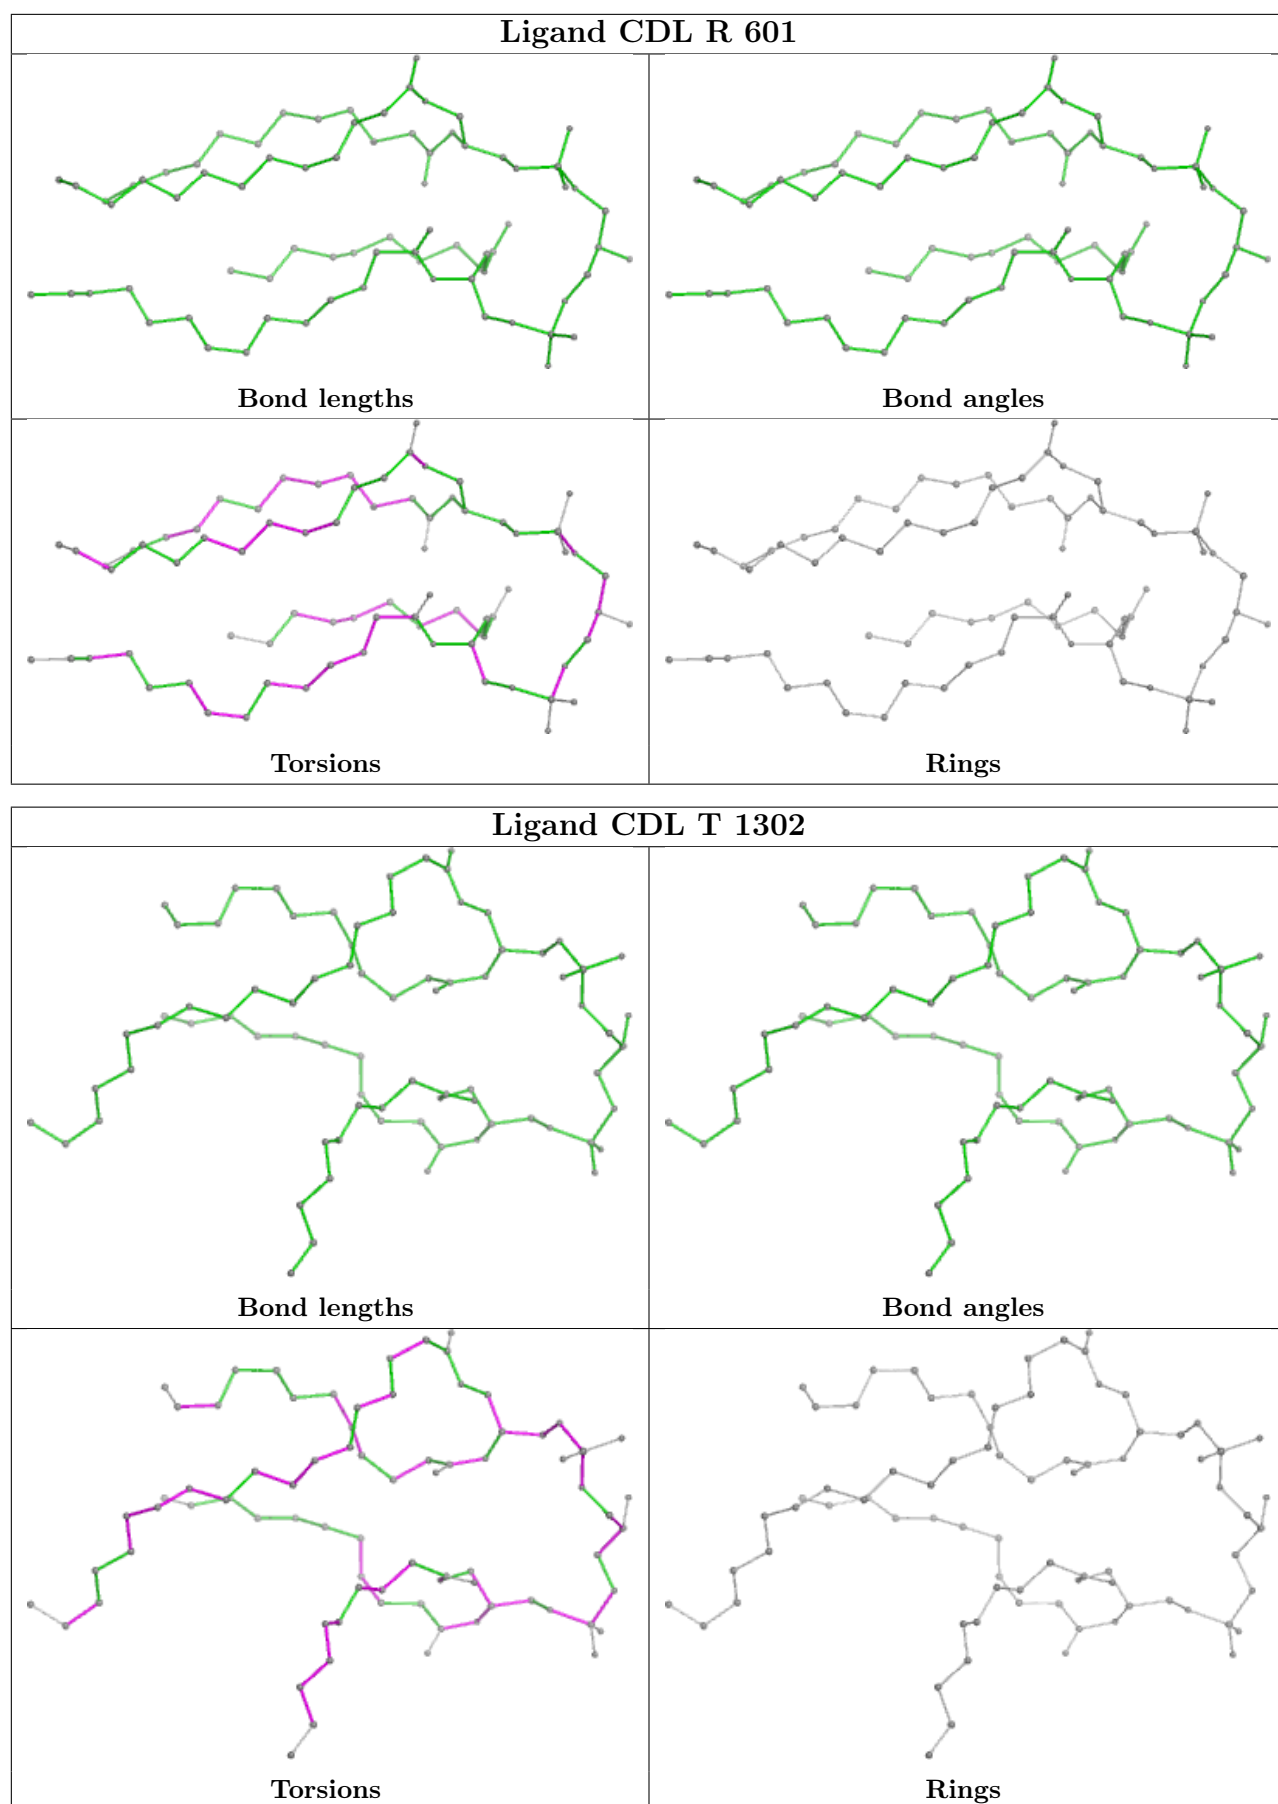 Ligand CDL R 601
Bond lengths
Bond angles
Torsions
Rings
Ligand CDL T 1302
Bond lengths
Bond angles
Torsions
Rings